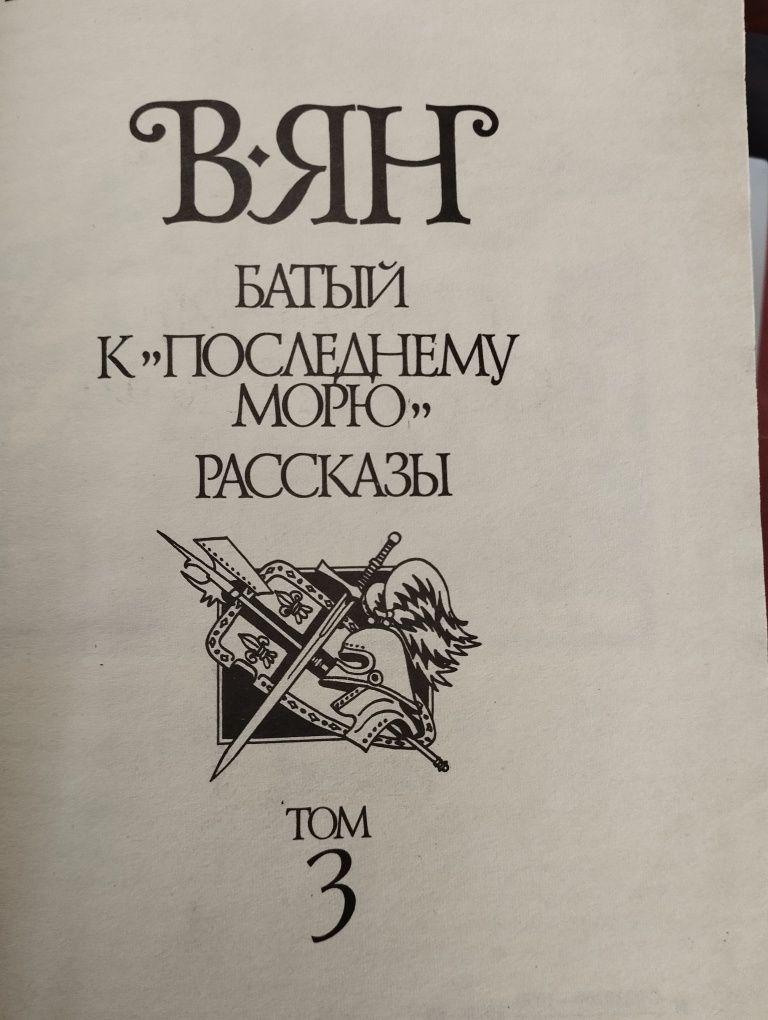 В·ЯН
БАТЫЙ
К „ПОСЛЕДНЕМУ
МОРЮ”
РАССКАЗЫ
ТОМ
3